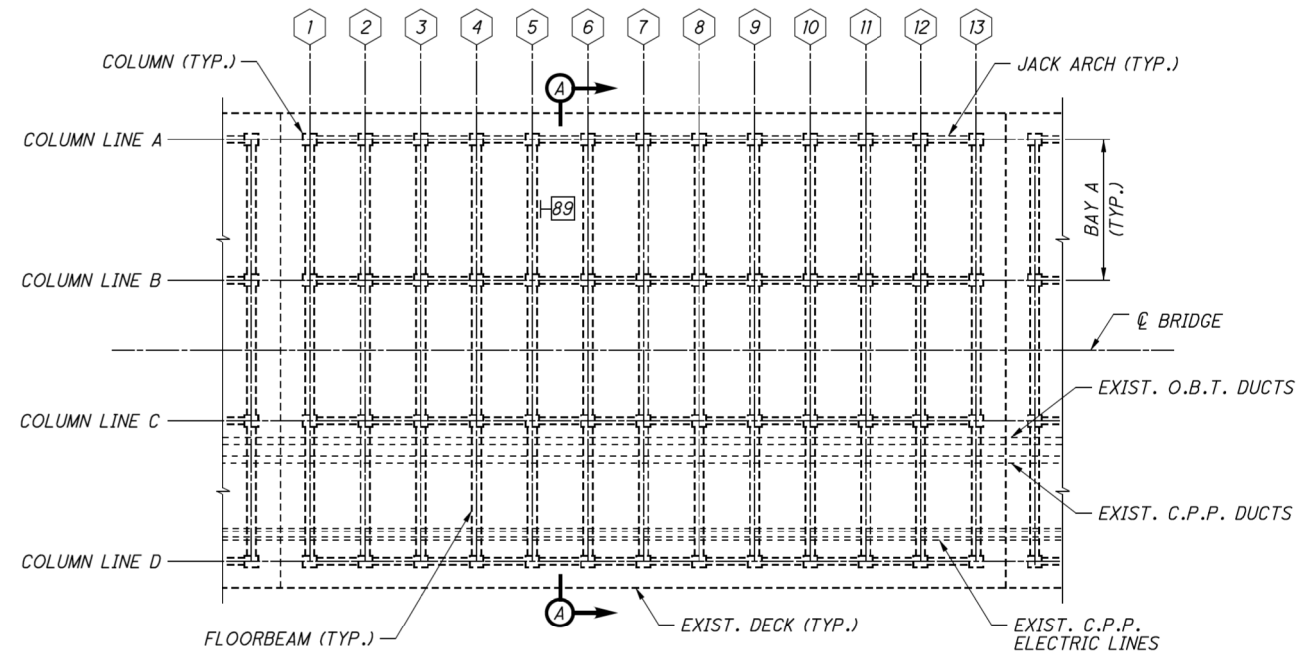 1 2 3 4 5 6 7 8 9 10 11 12 13
COLUMN (TYP.)
JACK ARCH (TYP.)
A
COLUMN LINE A
BAY A
(TYP.)
89
COLUMN LINE B
℄ BRIDGE
EXIST. O.B.T. DUCTS
COLUMN LINE C
EXIST. C.P.P. DUCTS
COLUMN LINE D
A
FLOORBEAM (TYP.)
EXIST. DECK (TYP.)
EXIST. C.P.P.
ELECTRIC LINES